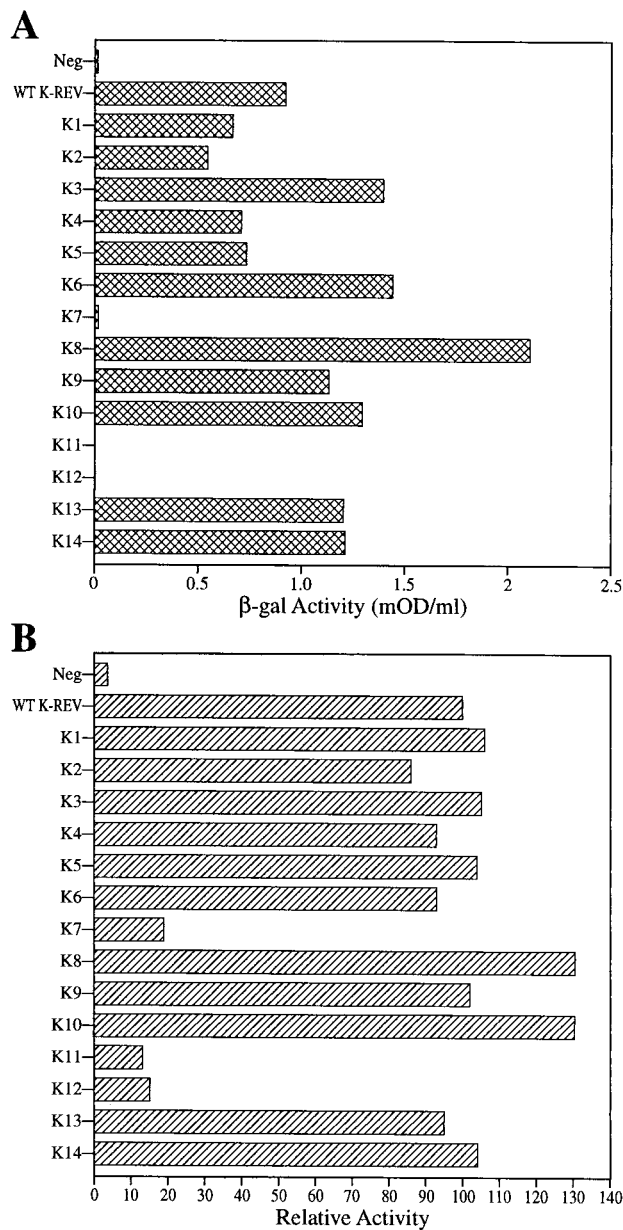 A
Neg
WT K-REV
K1
K2
K3
K4
K5
K6
K7
K8
K9
K10
K11
K12
K13
K14
0 0.5 1.0 1.5 2 2.5
β-gal Activity (mOD/ml)
B
Neg
WT K-REV
K1
K2
K3
K4
K5
K6
K7
K8
K9
K10
K11
K12
K13
K14
0 10 20 30 40 50 60 70 80 90 100 110 120 130 140
Relative Activity